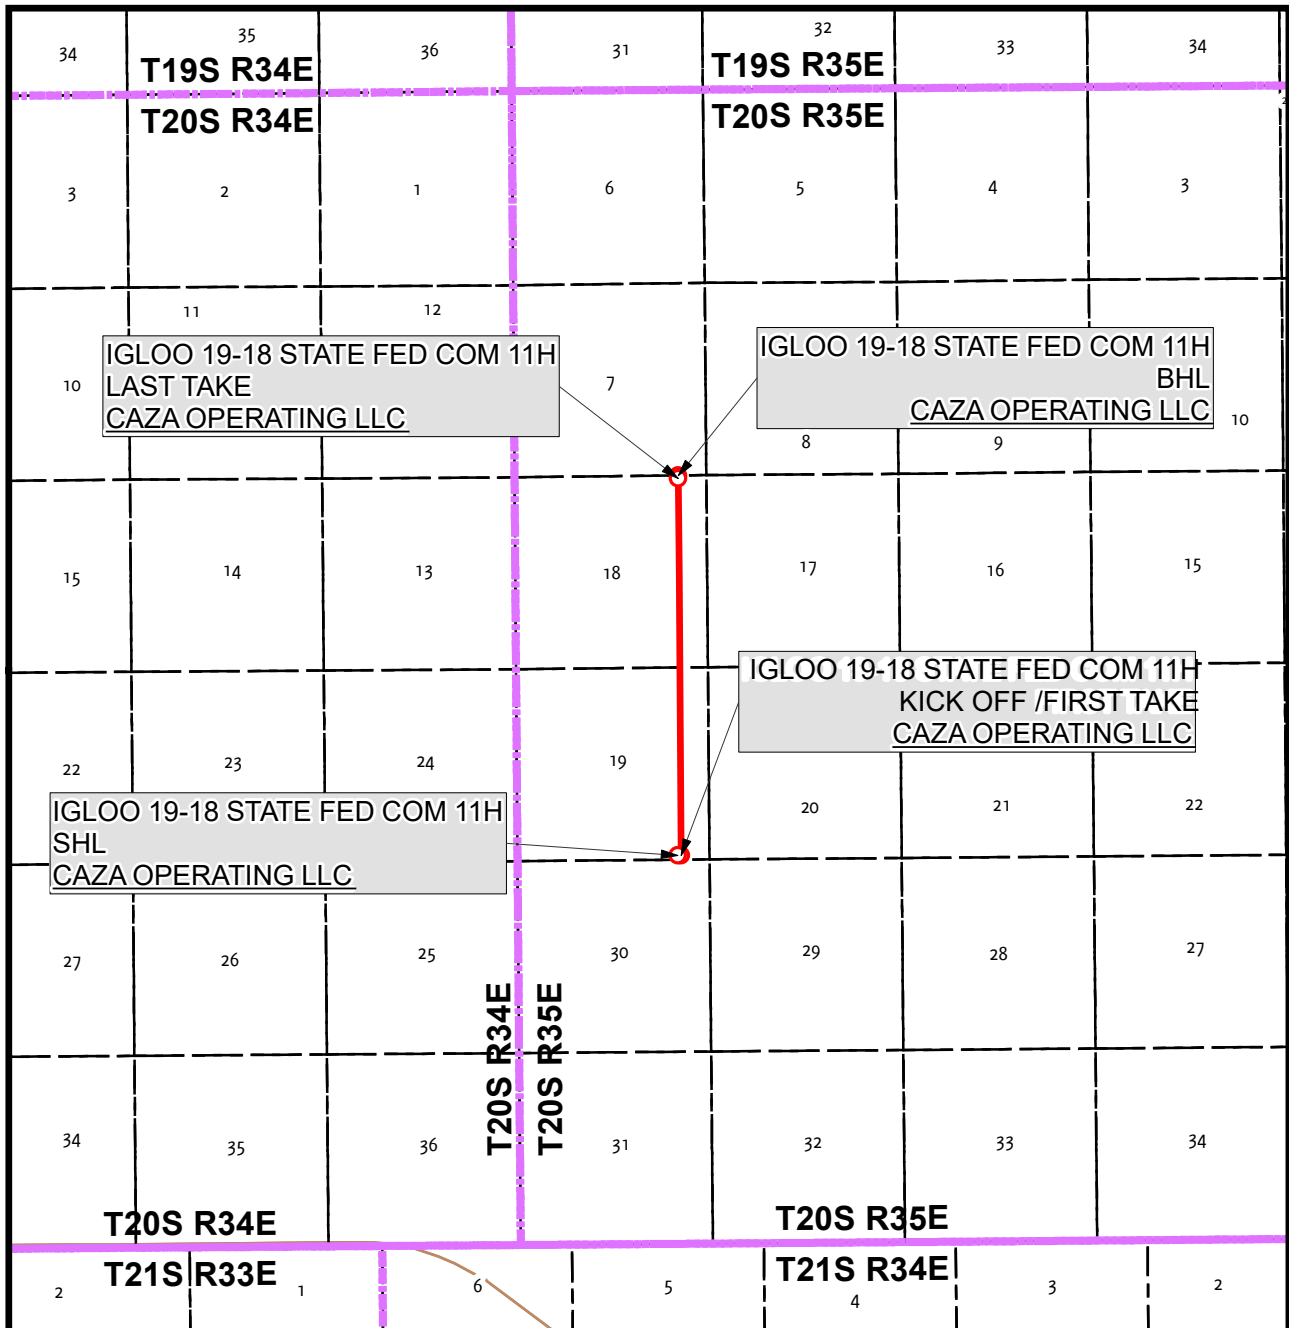 34
35
36
31
32
33
34
T19S R34E
T19S R35E
T20S R34E
T20S R35E
2
3
2
1
6
5
4
3
11
12
IGLOO 19-18 STATE FED COM 11H
LAST TAKE
CAZA OPERATING LLC
IGLOO 19-18 STATE FED COM 11H
BHL
CAZA OPERATING LLC
10
7
8
9
10
15
14
13
18
17
16
15
IGLOO 19-18 STATE FED COM 11H
KICK OFF /FIRST TAKE
CAZA OPERATING LLC
22
23
24
19
20
21
22
IGLOO 19-18 STATE FED COM 11H
SHL
CAZA OPERATING LLC
27
26
25
30
29
28
27
T20S R34E
T20S R35E
34
35
36
31
32
33
34
T20S R34E
T20S R35E
T21S R33E
T21S R34E
2
1
6
5
4
3
2